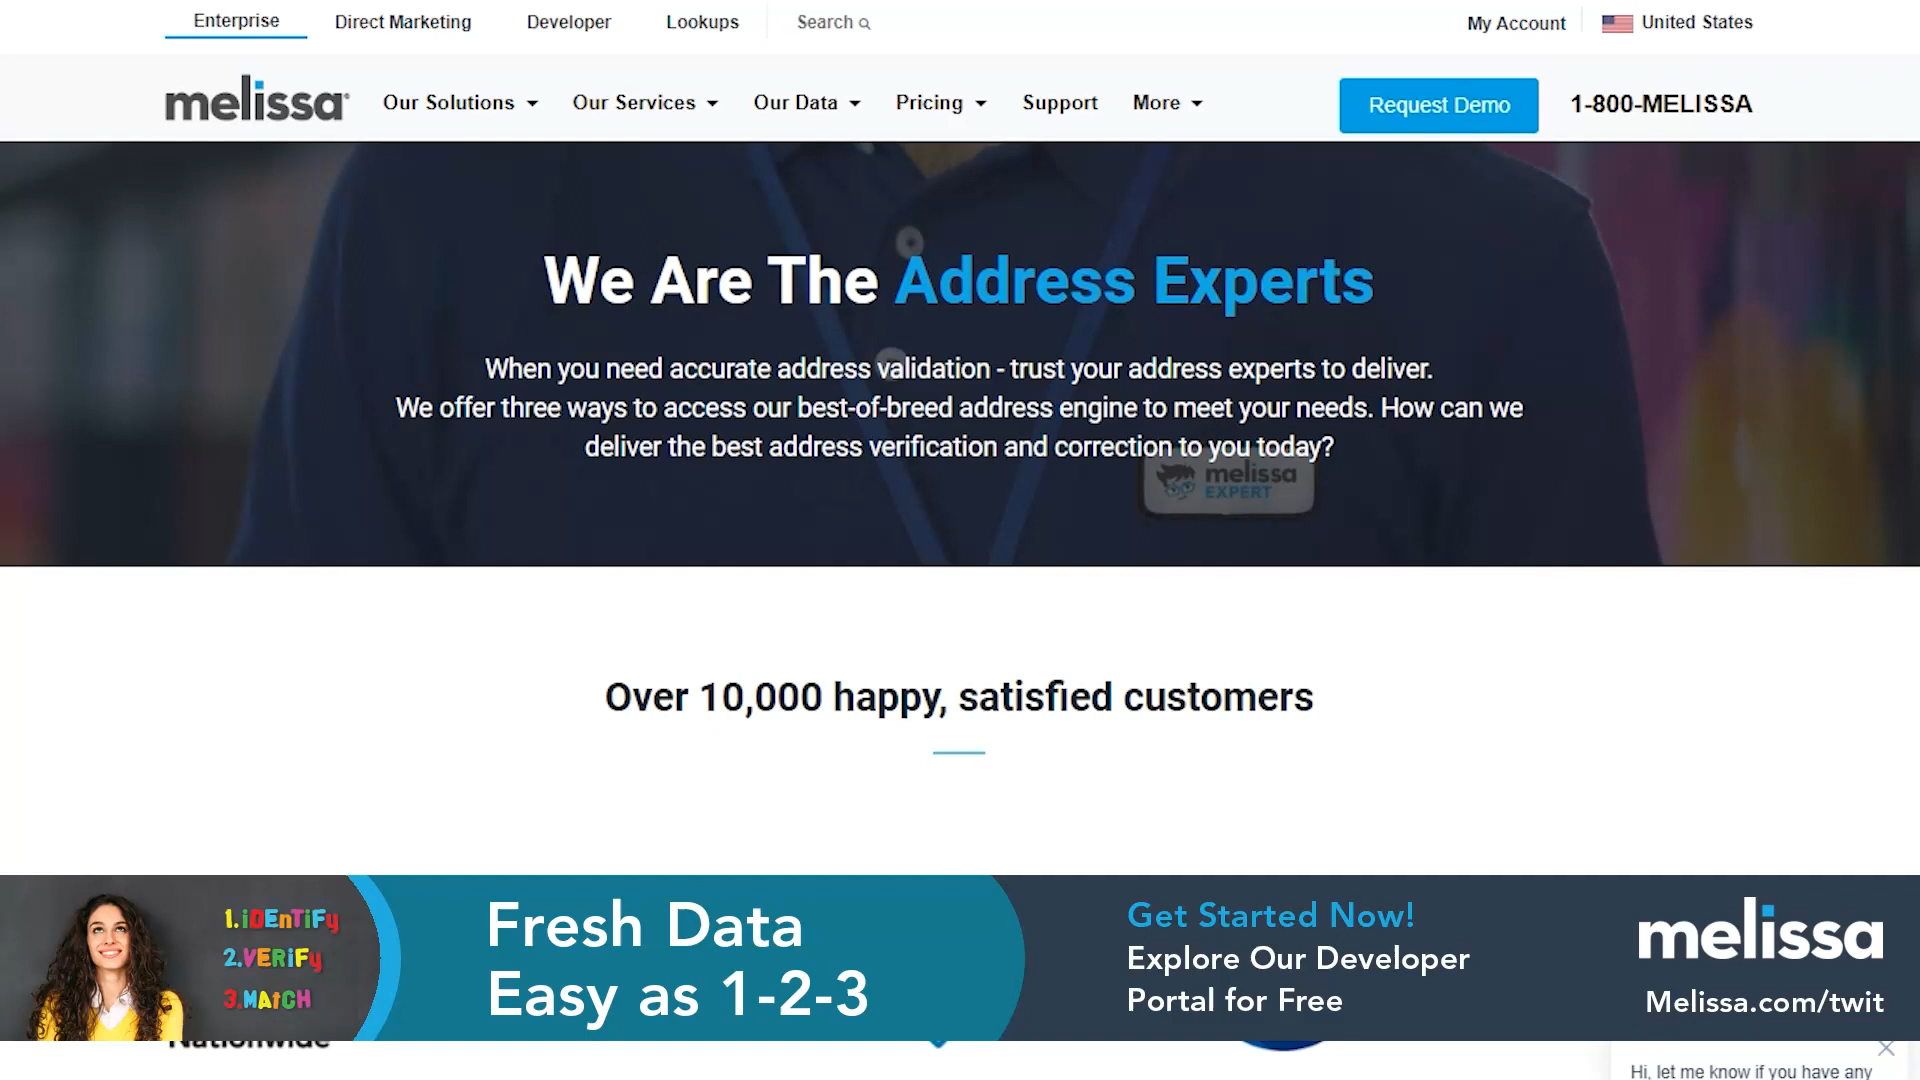 Enterprise
Direct Marketing
Developer
Lookups
Search
My Account
United States
melissa
Our Solutions
Our Services
Our Data
Pricing
Support
More
Request Demo
1-800-MELISSA
We Are The Address Experts
When you need accurate address validation - trust your address experts to deliver.
We offer three ways to access our best-of-breed address engine to meet your needs. How can we
deliver the best address verification and correction to you today?
melissa
EXPERT
Over 10,000 happy, satisfied customers
1.iDEnTiFy
2.VERiFy
3.MAtCH
Fresh Data
Easy as 1-2-3
Get Started Now!
Explore Our Developer
Portal for Free
melissa
Melissa.com/twit
Nationwide
Hi, let me know if you have any